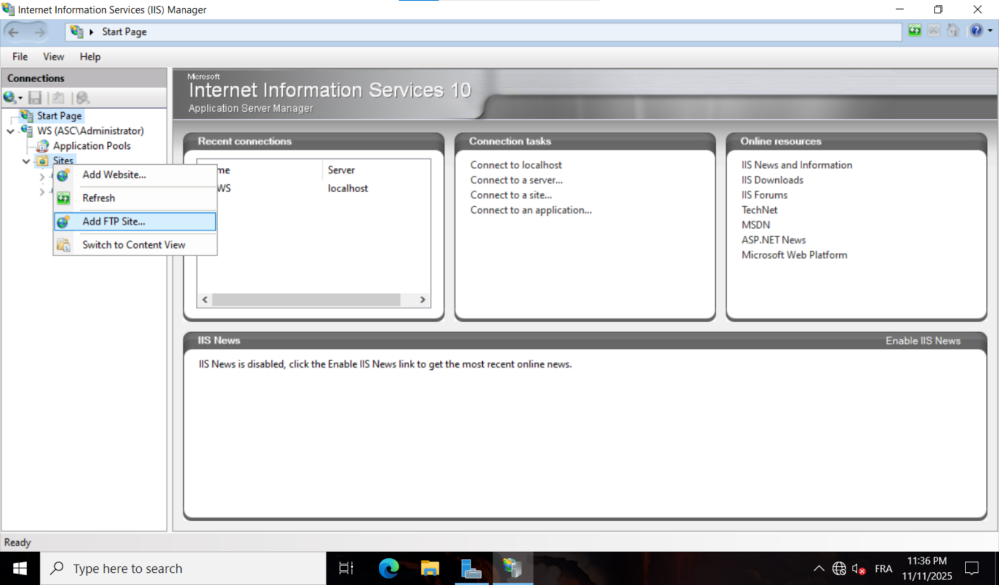 Internet Information Services (IIS) Manager
Start Page
File View Help
Connections
Start Page
WS (ASC\Administrator)
Application Pools
Sites
Add Website...
Refresh
Add FTP Site...
Switch to Content View
Microsoft
Internet Information Services 10
Application Server Manager
Recent connections
me Server
WS localhost
Connection tasks
Connect to localhost
Connect to a server...
Connect to a site...
Connect to an application...
Online resources
IIS News and Information
IIS Downloads
IIS Forums
TechNet
MSDN
ASP.NET News
Microsoft Web Platform
IIS News
Enable IIS News
IIS News is disabled, click the Enable IIS News link to get the most recent online news.
Ready
Type here to search
FRA
11:36 PM
11/11/2025